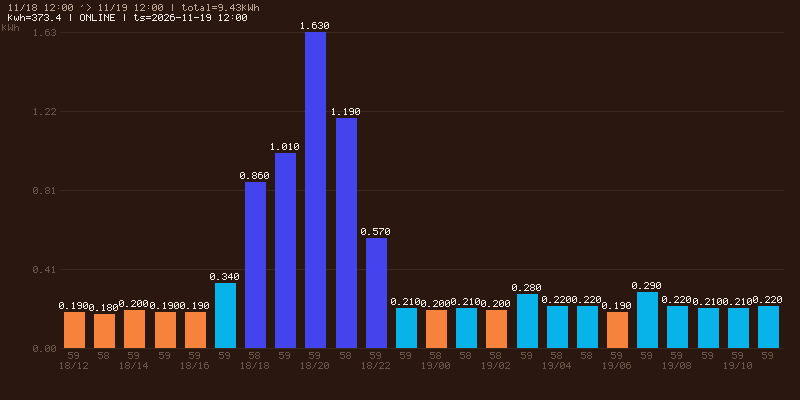 11/18 12:00 -> 11/19 12:00 | total=9.43kWh
Kwh=373.4 | ONLINE | ts=2026-11-19 12:00
kWh
1.63
1.22
0.81
0.41
0.00
0.190 0.180 0.200 0.190 0.190 0.340 0.860 1.010 1.630 1.190 0.570 0.210 0.200 0.210 0.200 0.280 0.220 0.220 0.190 0.290 0.220 0.210 0.210 0.220
59 58 59 59 59 59 58 59 59 58 59 59 58 58 58 59 58 58 59 59 59 59 59 59
18/12 18/14 18/16 18/18 18/20 18/22 19/00 19/02 19/04 19/06 19/08 19/10